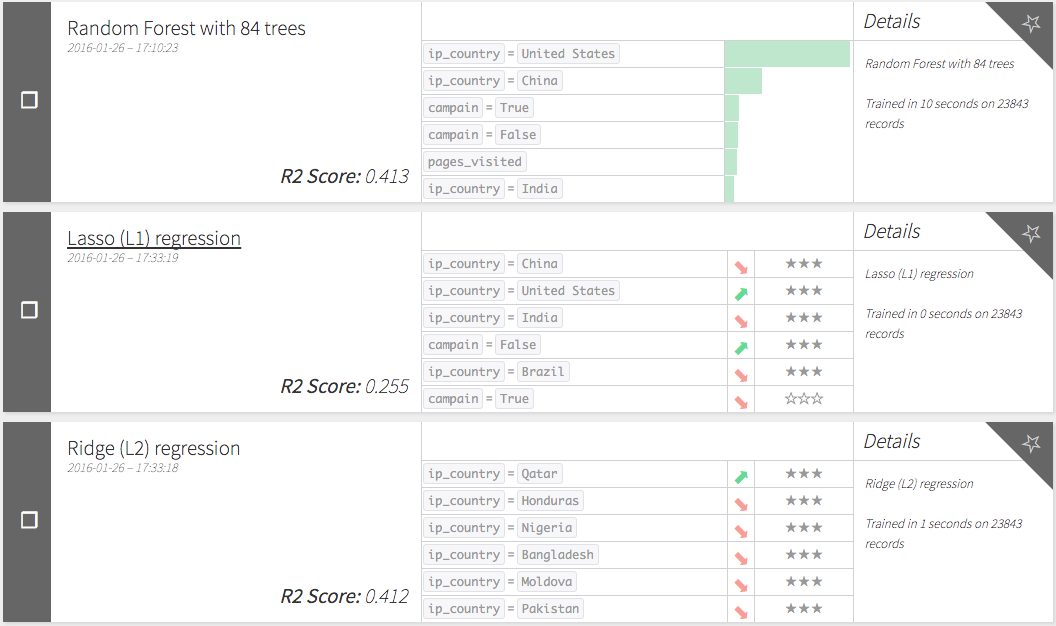 Random Forest with 84 trees
2016-01-26 – 17:10:23
R2 Score: 0.413
ip_country = United States
ip_country = China
campain = True
campain = False
pages_visited
ip_country = India
Details
Random Forest with 84 trees
Trained in 10 seconds on 23843
records
Lasso (L1) regression
2016-01-26 – 17:33:19
R2 Score: 0.255
ip_country = China
ip_country = United States
ip_country = India
campain = False
ip_country = Brazil
campain = True
Details
Lasso (L1) regression
Trained in 0 seconds on 23843
records
Ridge (L2) regression
2016-01-26 – 17:33:18
R2 Score: 0.412
ip_country = Qatar
ip_country = Honduras
ip_country = Nigeria
ip_country = Bangladesh
ip_country = Moldova
ip_country = Pakistan
Details
Ridge (L2) regression
Trained in 1 seconds on 23843
records